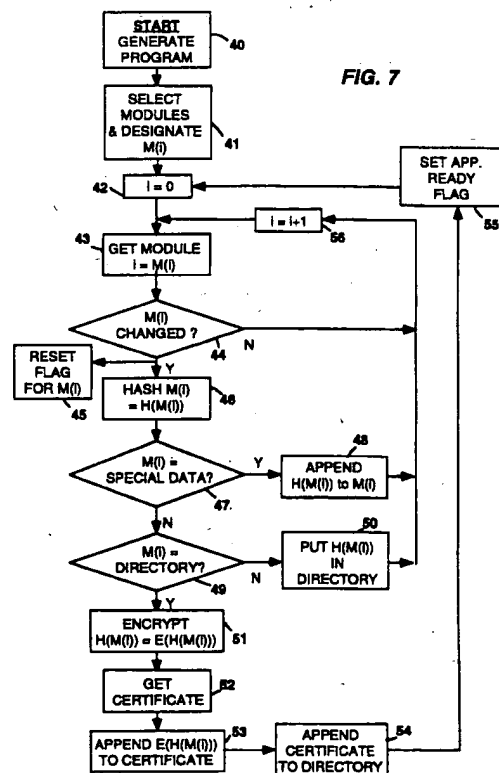 START
GENERATE
PROGRAM
40
FIG. 7
SELECT
MODULES
& DESIGNATE
M(i)
41
SET APP.
READY
FLAG
55
42
i = 0
i = i+1
56
43
GET MODULE
i = M(i)
M(i)
CHANGED ?
44
N
RESET
FLAG
FOR M(i)
45
Y
HASH M(i)
= H(M(i))
46
M(i) =
SPECIAL DATA?
47
Y
APPEND
H(M(i)) to M(i)
48
N
M(i) =
DIRECTORY?
49
N
PUT H(M(i))
IN
DIRECTORY
50
Y
ENCRYPT
H(M(i)) = E(H(M(i)))
51
GET
CERTIFICATE
52
APPEND E(H(M(i)))
TO CERTIFICATE
53
APPEND
CERTIFICATE
TO DIRECTORY
54